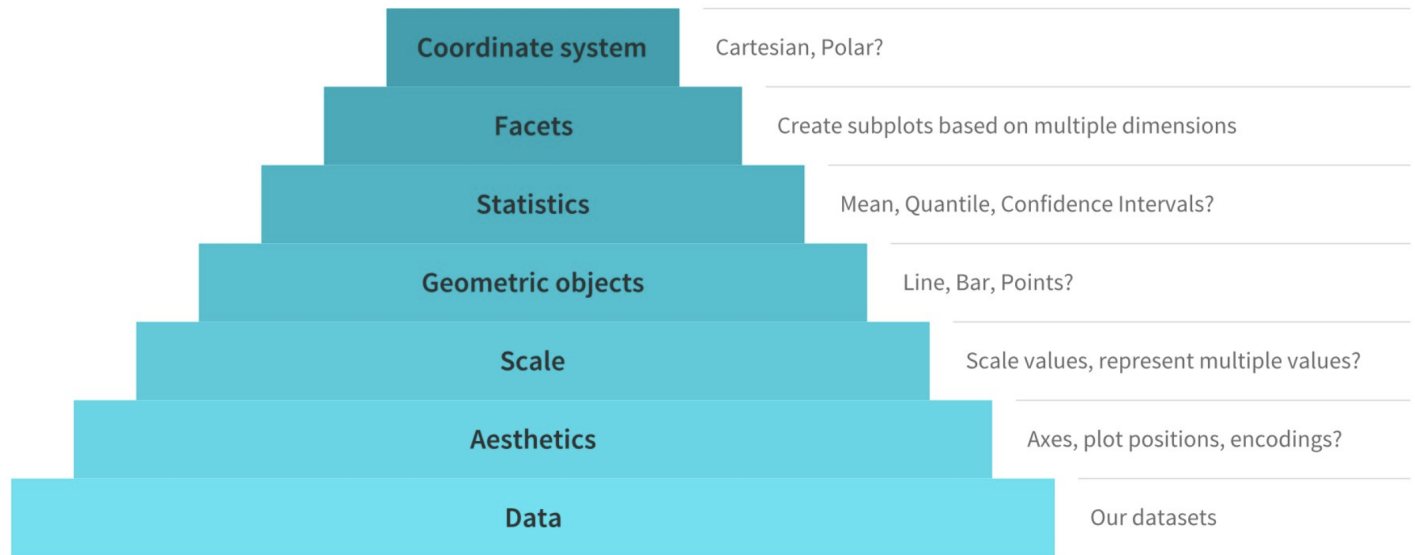 Coordinate system
Cartesian, Polar?
Facets
Create subplots based on multiple dimensions
Statistics
Mean, Quantile, Confidence Intervals?
Geometric objects
Line, Bar, Points?
Scale
Scale values, represent multiple values?
Aesthetics
Axes, plot positions, encodings?
Data
Our datasets